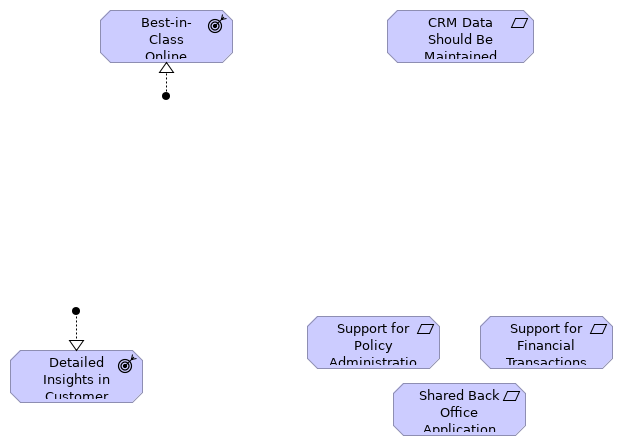 Best-in-
Class
Online
CRM Data
Should Be
Maintained
Support for
Policy
Administratio
Support for
Financial
Transactions
Detailed
Insights in
Customer
Shared Back
Office
Application